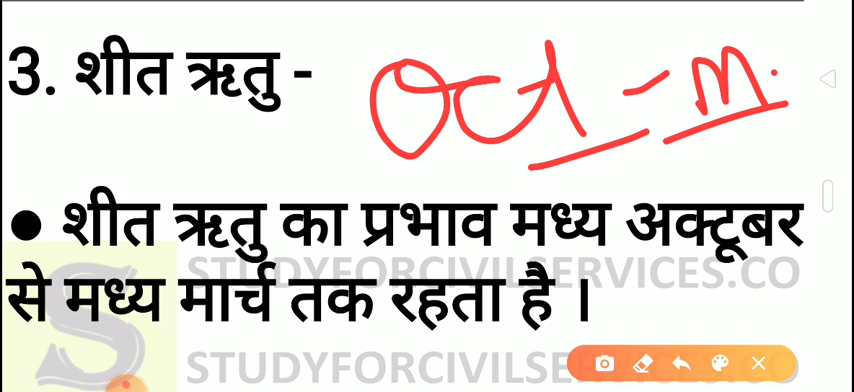 3. शीत ऋतु - Oct - M.
● शीत ऋतु का प्रभाव मध्य अक्टूबर
से मध्य मार्च तक रहता है ।
STUDYFORCIVILSERVICES.CO
STUDYFORCIVILSE